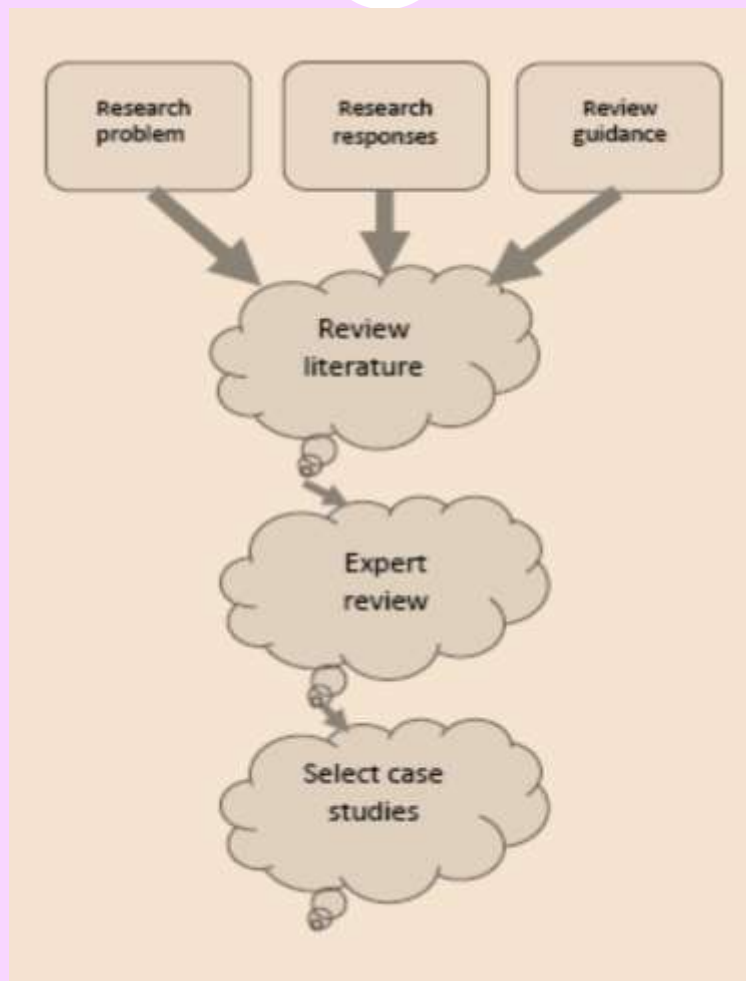 Research
problem
Research
responses
Review
guidance
Review
literature
Expert
review
Select case
studies